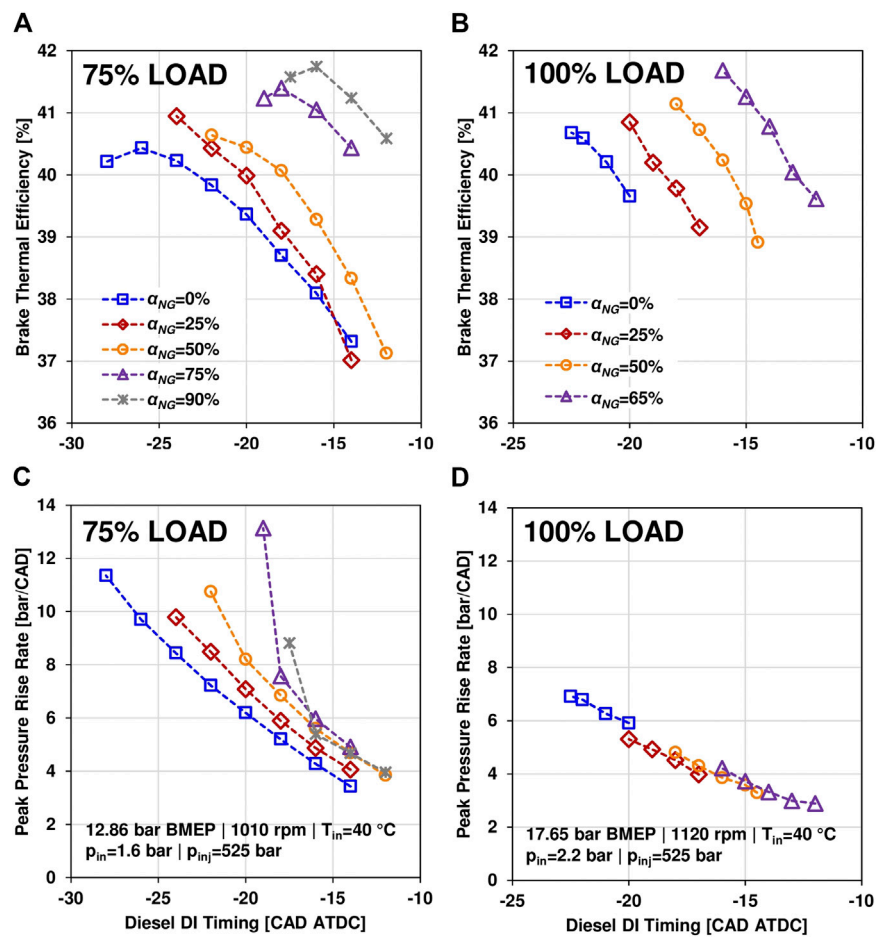 A
B
75% LOAD
100% LOAD
Brake Thermal Efficiency [%]
42
41
40
39
38
37
36
-30
-25
-20
-15
-10
αNG=0%
αNG=25%
αNG=50%
αNG=75%
αNG=90%
Brake Thermal Efficiency [%]
42
41
40
39
38
37
36
-25
-20
-15
-10
αNG=0%
αNG=25%
αNG=50%
αNG=65%
C
D
75% LOAD
100% LOAD
Peak Pressure Rise Rate [bar/CAD]
14
12
10
8
6
4
2
0
12.86 bar BMEP | 1010 rpm | Tin=40 °C
pin=1.6 bar | pinj=525 bar
-30
-25
-20
-15
-10
Diesel DI Timing [CAD ATDC]
Peak Pressure Rise Rate [bar/CAD]
14
12
10
8
6
4
2
0
17.65 bar BMEP | 1120 rpm | Tin=40 °C
pin=2.2 bar | pinj=525 bar
-25
-20
-15
-10
Diesel DI Timing [CAD ATDC]